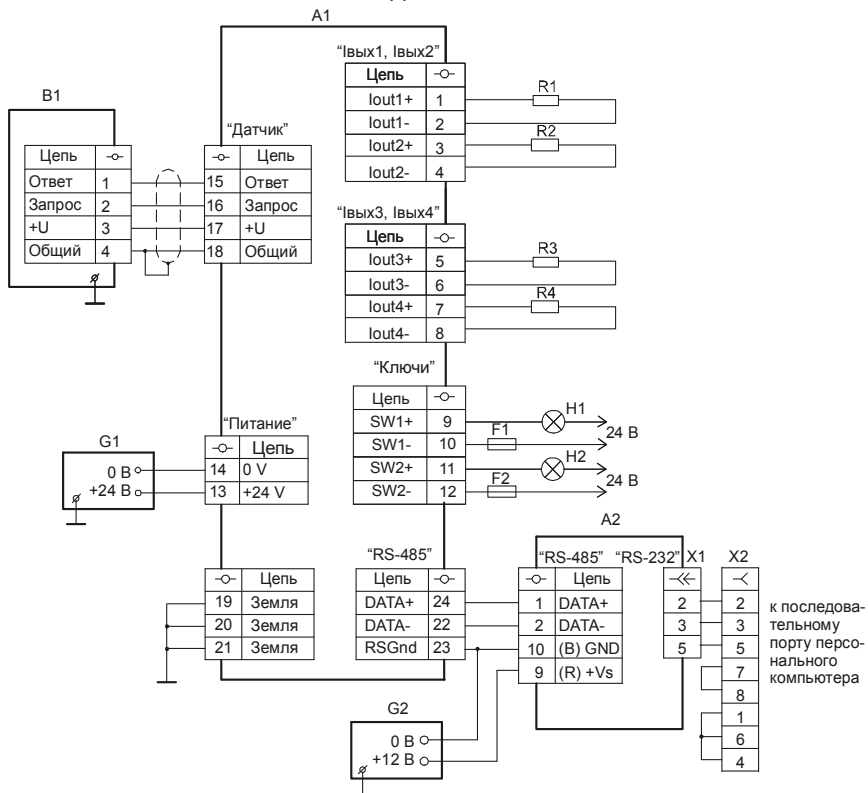 A1
“Iвых1, Iвых2”
Цепь
Iout1+ 1
Iout1- 2
Iout2+ 3
Iout2- 4
R1
R2
B1
Цепь
Ответ 1
Запрос 2
+U 3
Общий 4
“Датчик”
Цепь
15 Ответ
16 Запрос
17 +U
18 Общий
“Iвых3, Iвых4”
Цепь
Iout3+ 5
Iout3- 6
Iout4+ 7
Iout4- 8
R3
R4
“Ключи”
Цепь
SW1+ 9
SW1- 10
SW2+ 11
SW2- 12
H1
F1
24 В
H2
F2
24 В
“Питание”
Цепь
14 0 V
13 +24 V
G1
0 В
+24 В
Цепь
19 Земля
20 Земля
21 Земля
“RS-485”
Цепь
DATA+ 24
DATA- 22
RSGnd 23
A2
“RS-485” “RS-232” X1 X2
Цепь
1 DATA+
2 DATA-
10 (B) GND
9 (R) +Vs
2
3
5
2
3
5
7
8
1
6
4
к последова-
тельному
порту персо-
нального
компьютера
G2
0 В
+12 В